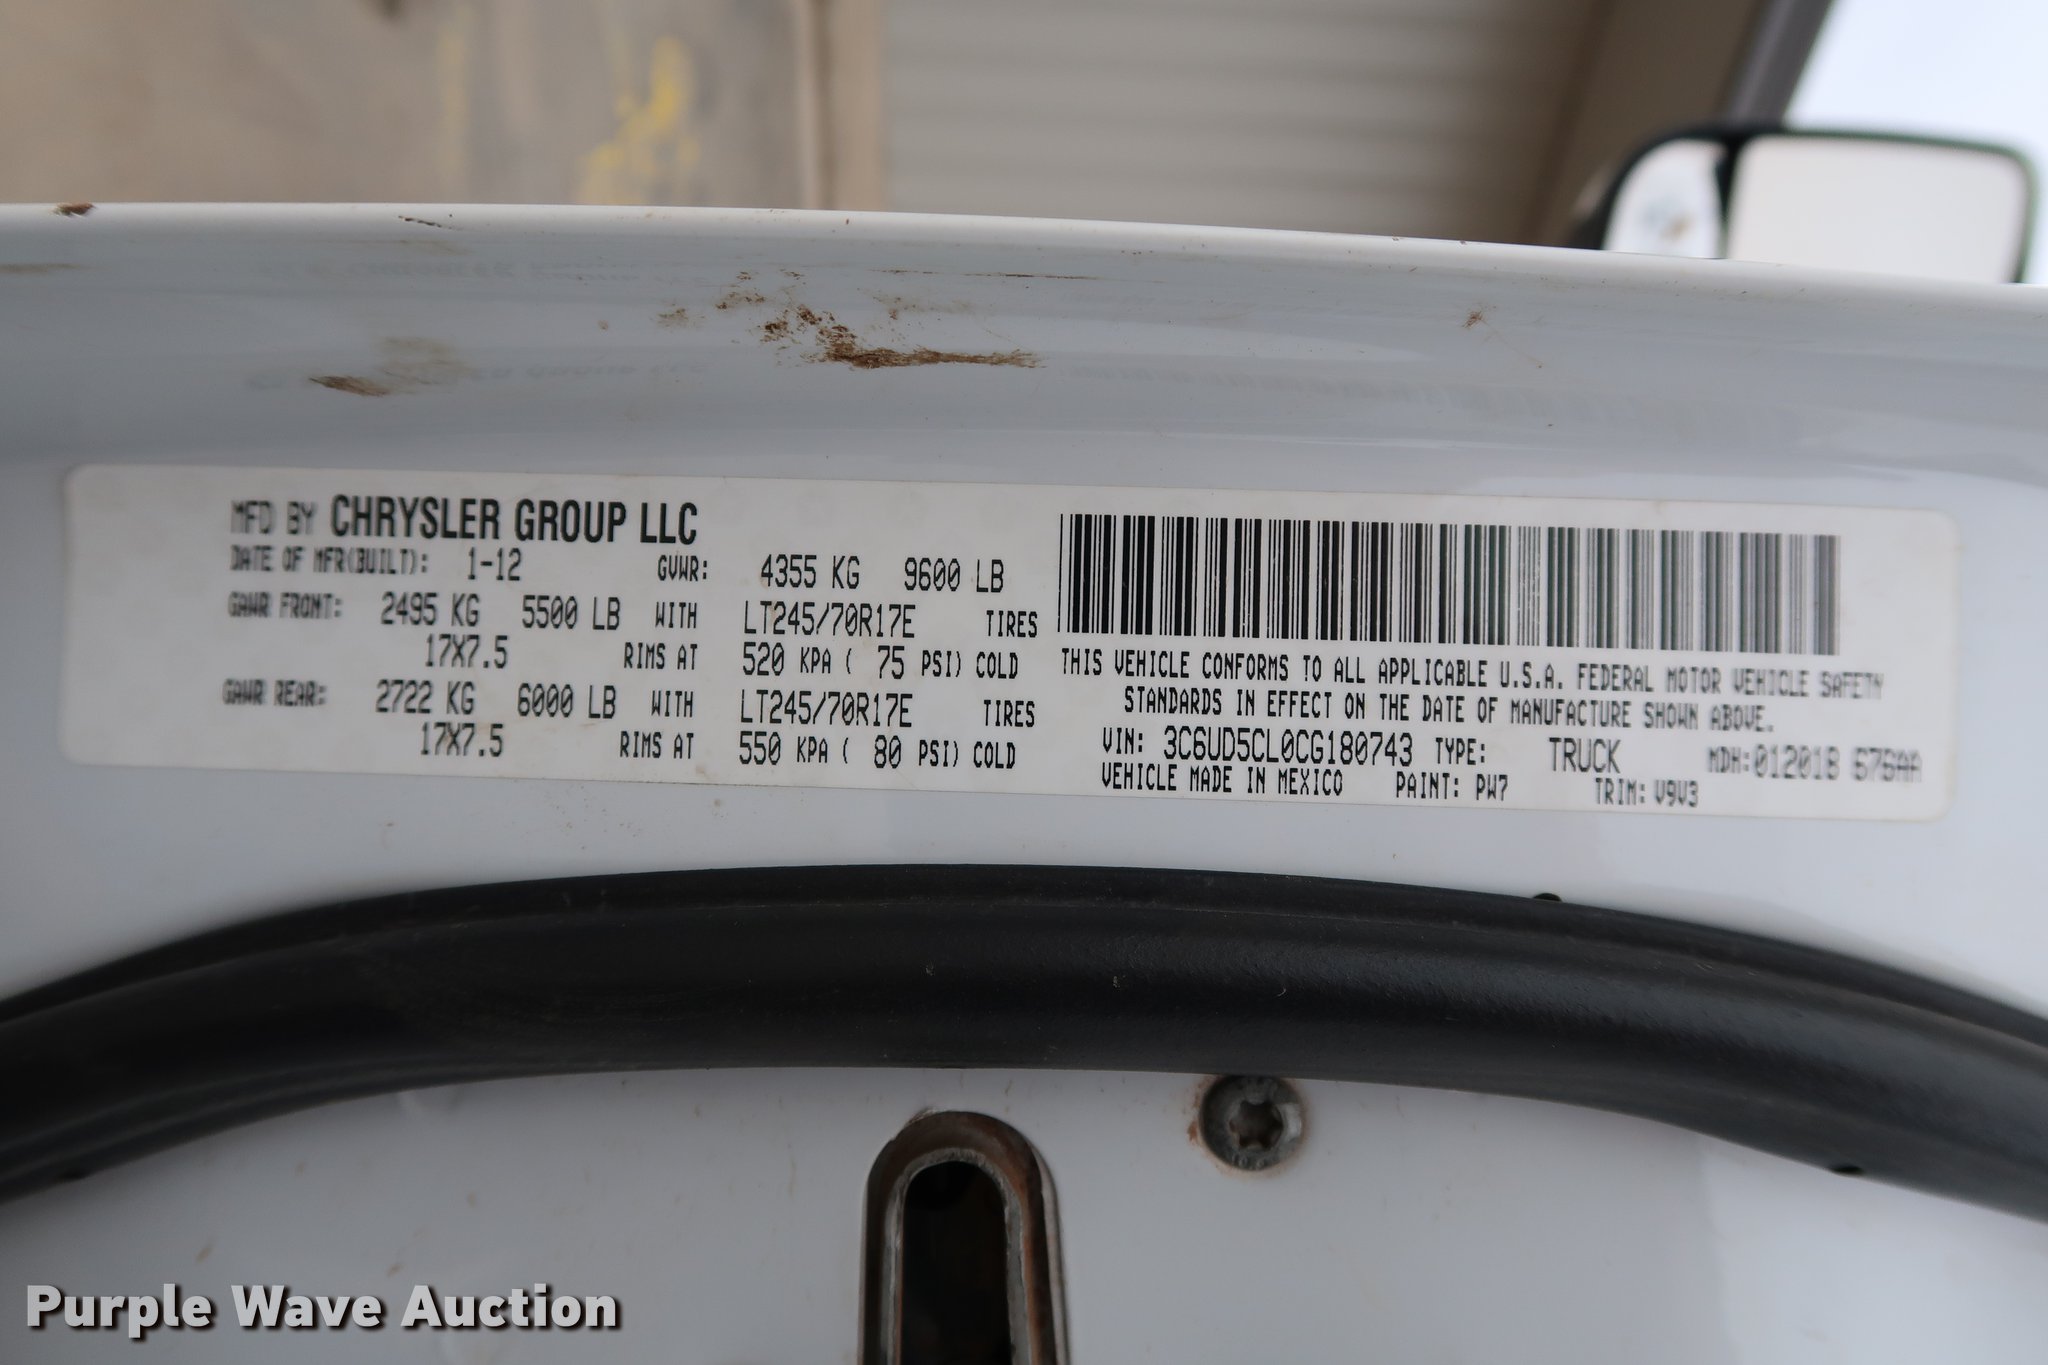 MFD BY CHRYSLER GROUP LLC
DATE OF MFR(BUILT): 1-12 GVWR: 4355 KG 9600 LB
GAWR FRONT: 2495 KG 5500 LB WITH LT245/70R17E TIRES
17X7.5 RIMS AT 520 KPA ( 75 PSI) COLD
GAWR REAR: 2722 KG 6000 LB WITH LT245/70R17E TIRES
17X7.5 RIMS AT 550 KPA ( 80 PSI) COLD
THIS VEHICLE CONFORMS TO ALL APPLICABLE U.S.A. FEDERAL MOTOR VEHICLE SAFETY
STANDARDS IN EFFECT ON THE DATE OF MANUFACTURE SHOWN ABOVE.
VIN: 3C6UD5CL0CG180743 TYPE: TRUCK MDH:012018 676AA
VEHICLE MADE IN MEXICO PAINT: PW7 TRIM: V9V3
Purple Wave Auction